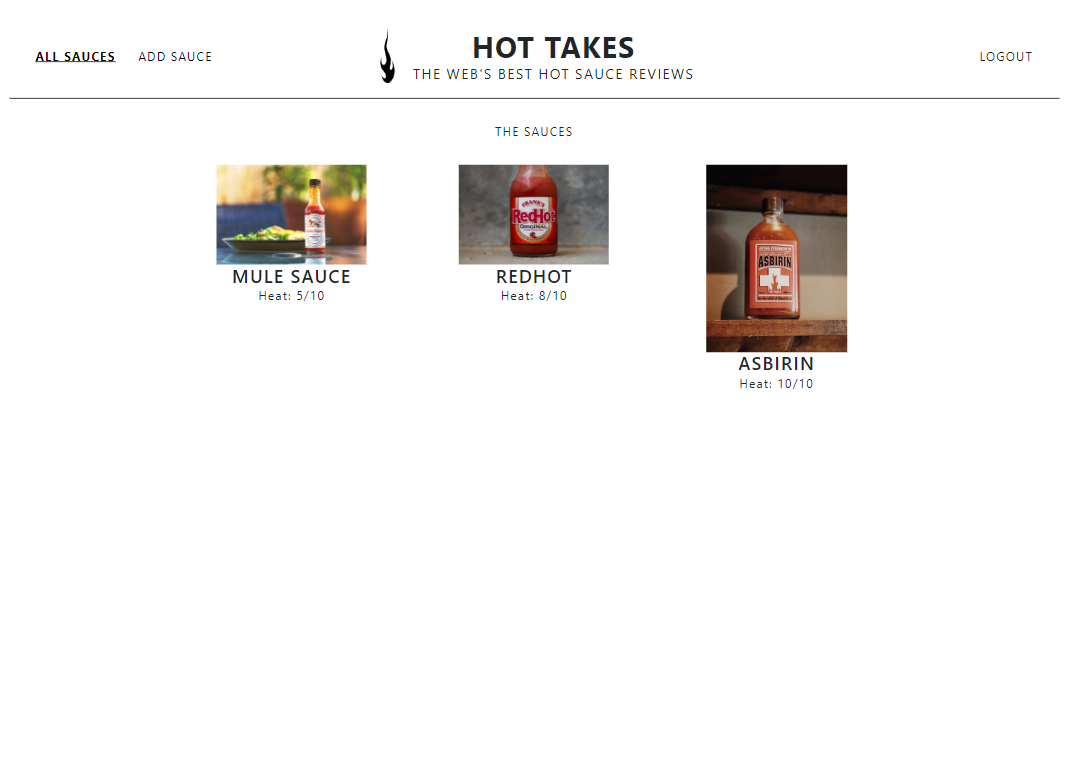 ALL SAUCES
ADD SAUCE
HOT TAKES
THE WEB'S BEST HOT SAUCE REVIEWS
LOGOUT
THE SAUCES
FRANK'S
RedHot
ORIGINAL
MULE SAUCE
Heat: 5/10
REDHOT
Heat: 8/10
ASBIRIN
ASBIRIN
Heat: 10/10